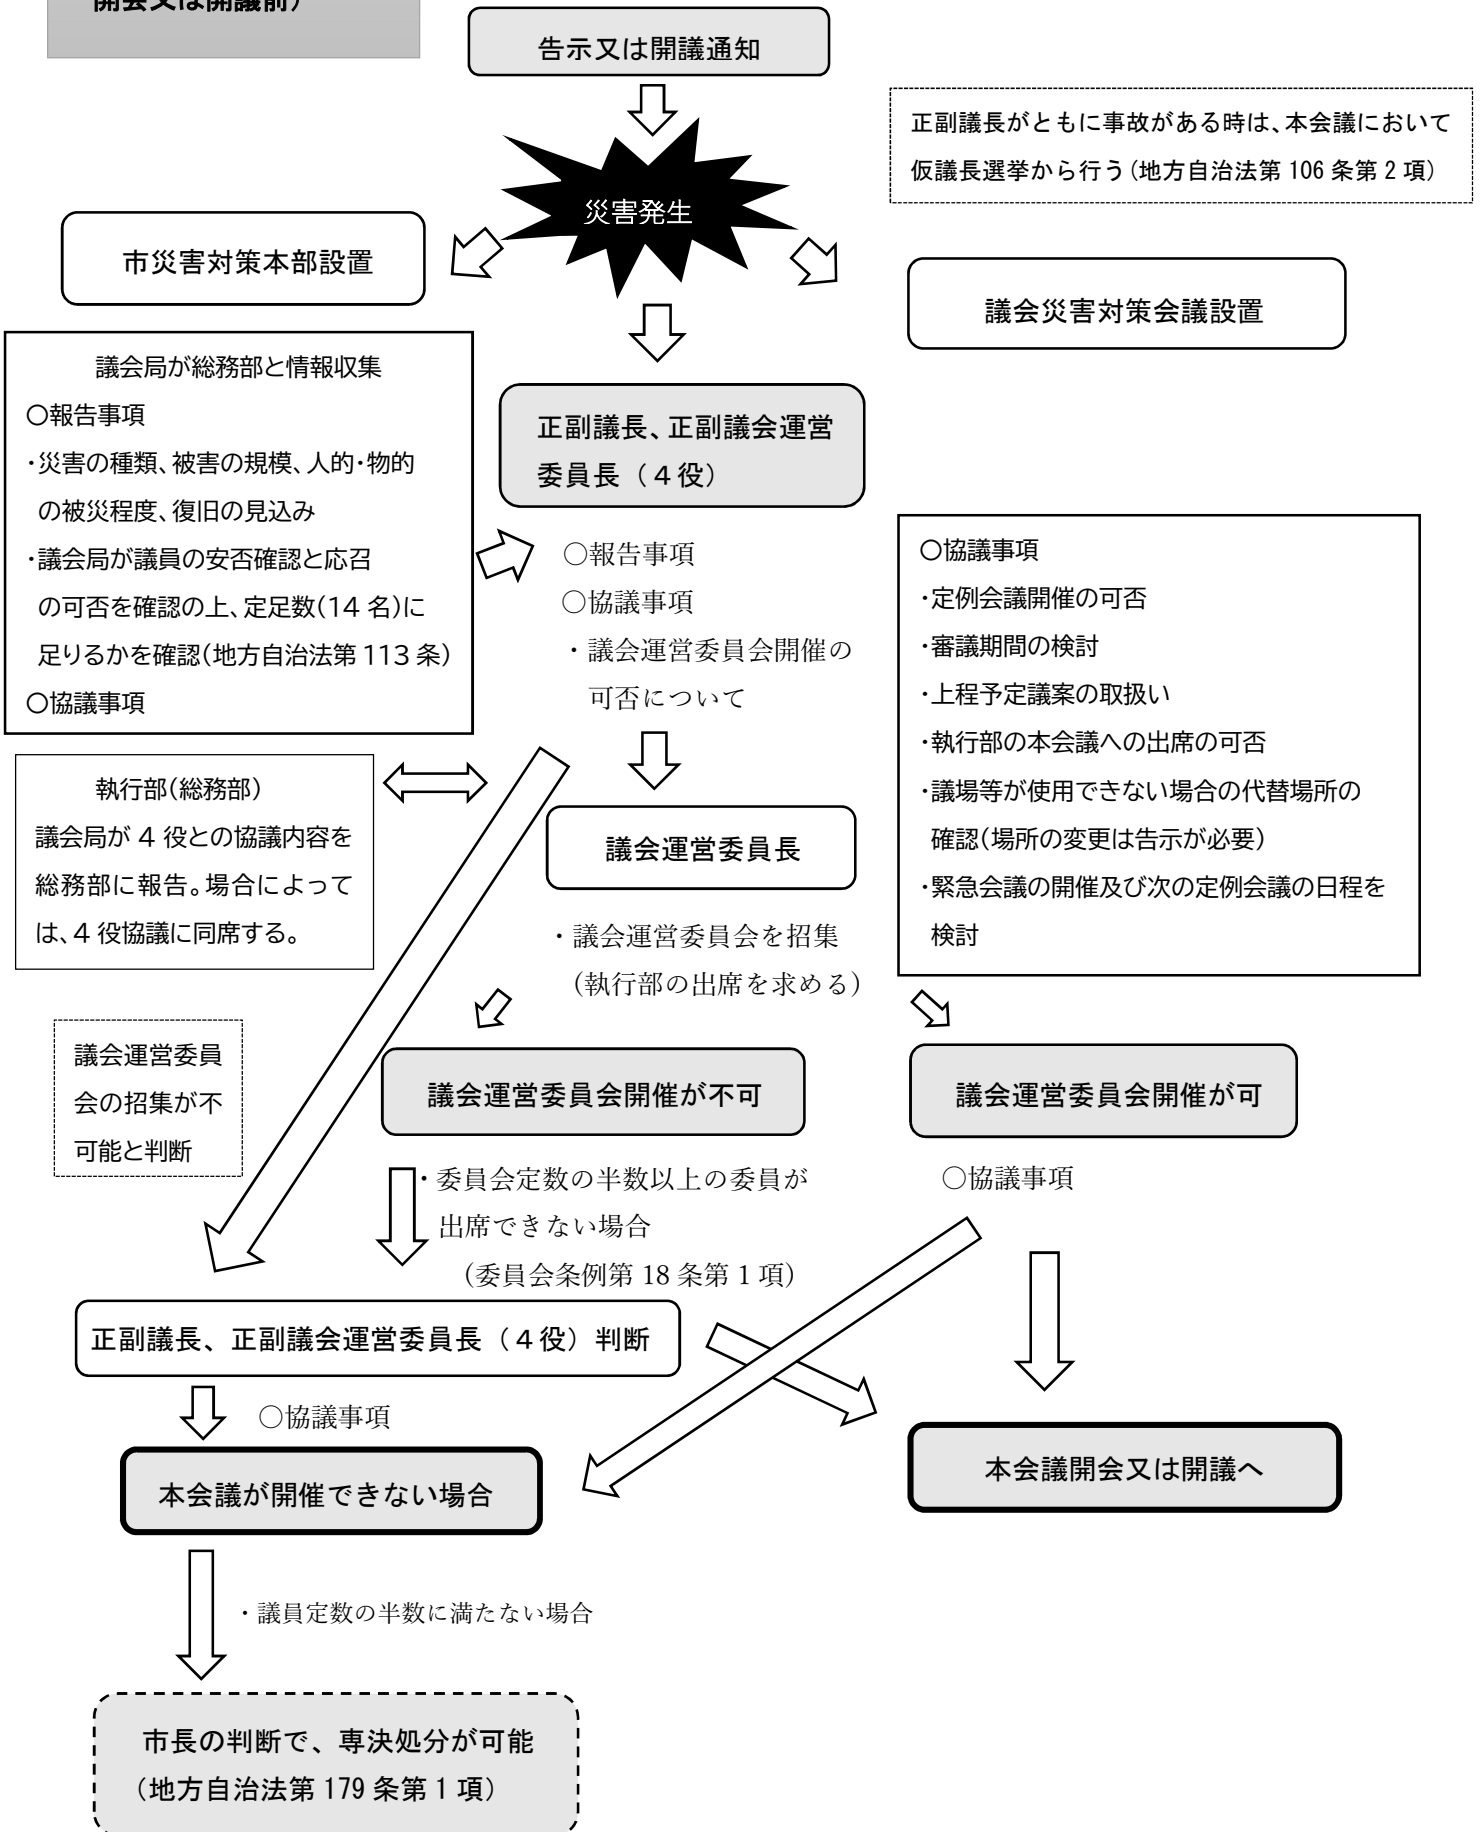 開会又は開議前）
告示又は開議通知
正副議長がともに事故がある時は、本会議において
仮議長選挙から行う（地方自治法第 106 条第 2 項）
災害発生
市災害対策本部設置
議会災害対策会議設置
議会局が総務部と情報収集
〇報告事項
・災害の種類、被害の規模、人的・物的
の被災程度、復旧の見込み
・議会局が議員の安否確認と応召
の可否を確認の上、定足数（14 名）に
足りるかを確認（地方自治法第 113 条）
〇協議事項
正副議長、正副議会運営
委員長（４役）
〇報告事項
〇協議事項
・議会運営委員会開催の
可否について
〇協議事項
・定例会議開催の可否
・審議期間の検討
・上程予定議案の取扱い
・執行部の本会議への出席の可否
・議場等が使用できない場合の代替場所の
確認（場所の変更は告示が必要）
・緊急会議の開催及び次の定例会議の日程を
検討
執行部（総務部）
議会局が 4 役との協議内容を
総務部に報告。場合によって
は、4 役協議に同席する。
議会運営委員長
・議会運営委員会を招集
（執行部の出席を求める）
議会運営委員
会の招集が不
可能と判断
議会運営委員会開催が不可
議会運営委員会開催が可
・委員会定数の半数以上の委員が
出席できない場合
（委員会条例第 18 条第 1 項）
〇協議事項
正副議長、正副議会運営委員長（４役）判断
〇協議事項
本会議が開催できない場合
本会議開会又は開議へ
・議員定数の半数に満たない場合
市長の判断で、専決処分が可能
（地方自治法第 179 条第 1 項）